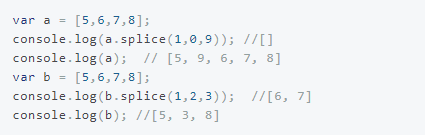 var a = [5,6,7,8];
console.log(a.splice(1,0,9)); //[]
console.log(a);  // [5, 9, 6, 7, 8]
var b = [5,6,7,8];
console.log(b.splice(1,2,3));  //[6, 7]
console.log(b); //[5, 3, 8]